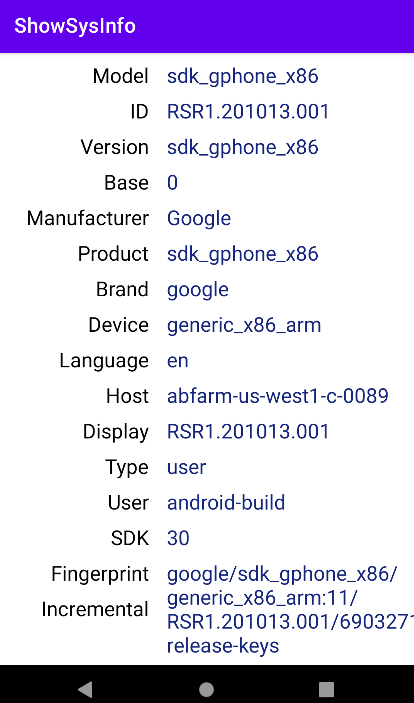 ShowSysInfo
Model sdk_gphone_x86
ID RSR1.201013.001
Version sdk_gphone_x86
Base 0
Manufacturer Google
Product sdk_gphone_x86
Brand google
Device generic_x86_arm
Language en
Host abfarm-us-west1-c-0089
Display RSR1.201013.001
Type user
User android-build
SDK 30
Fingerprint google/sdk_gphone_x86/
generic_x86_arm:11/
Incremental
RSR1.201013.001/6903271
release-keys